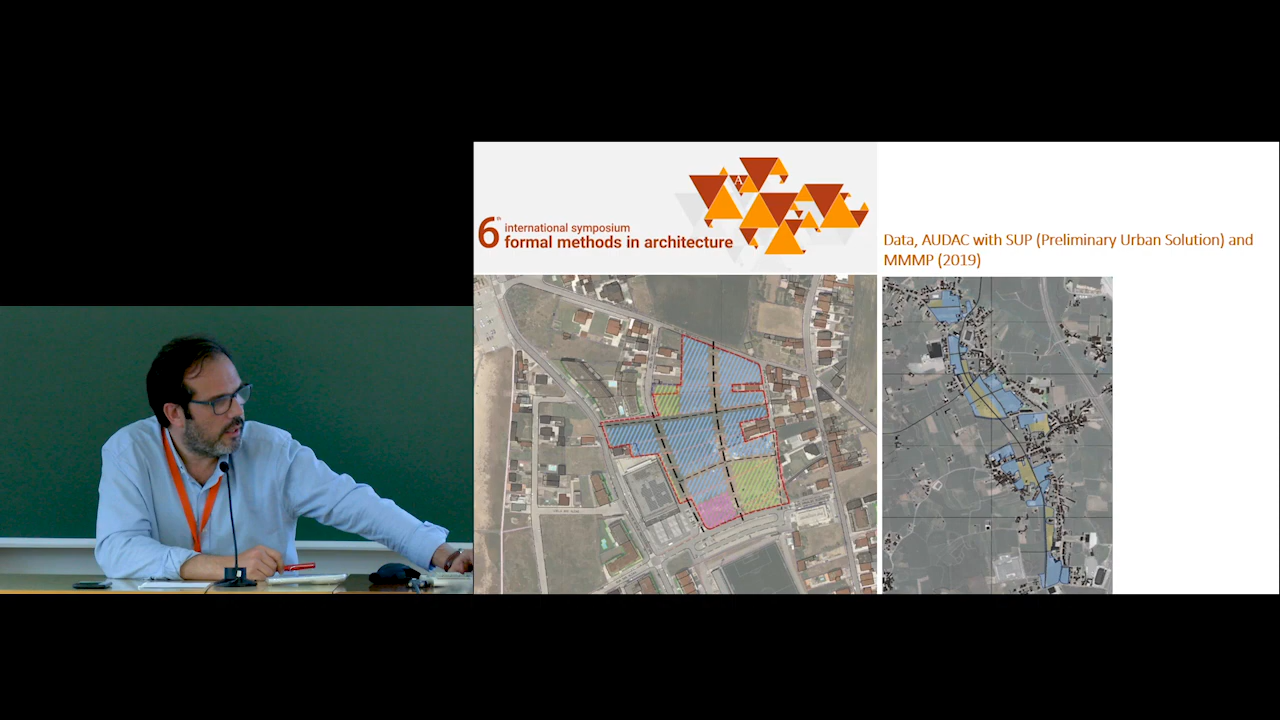 6th
international symposium
formal methods in architecture
A
Data, AUDAC with SUP (Preliminary Urban Solution) and
MMMP (2019)